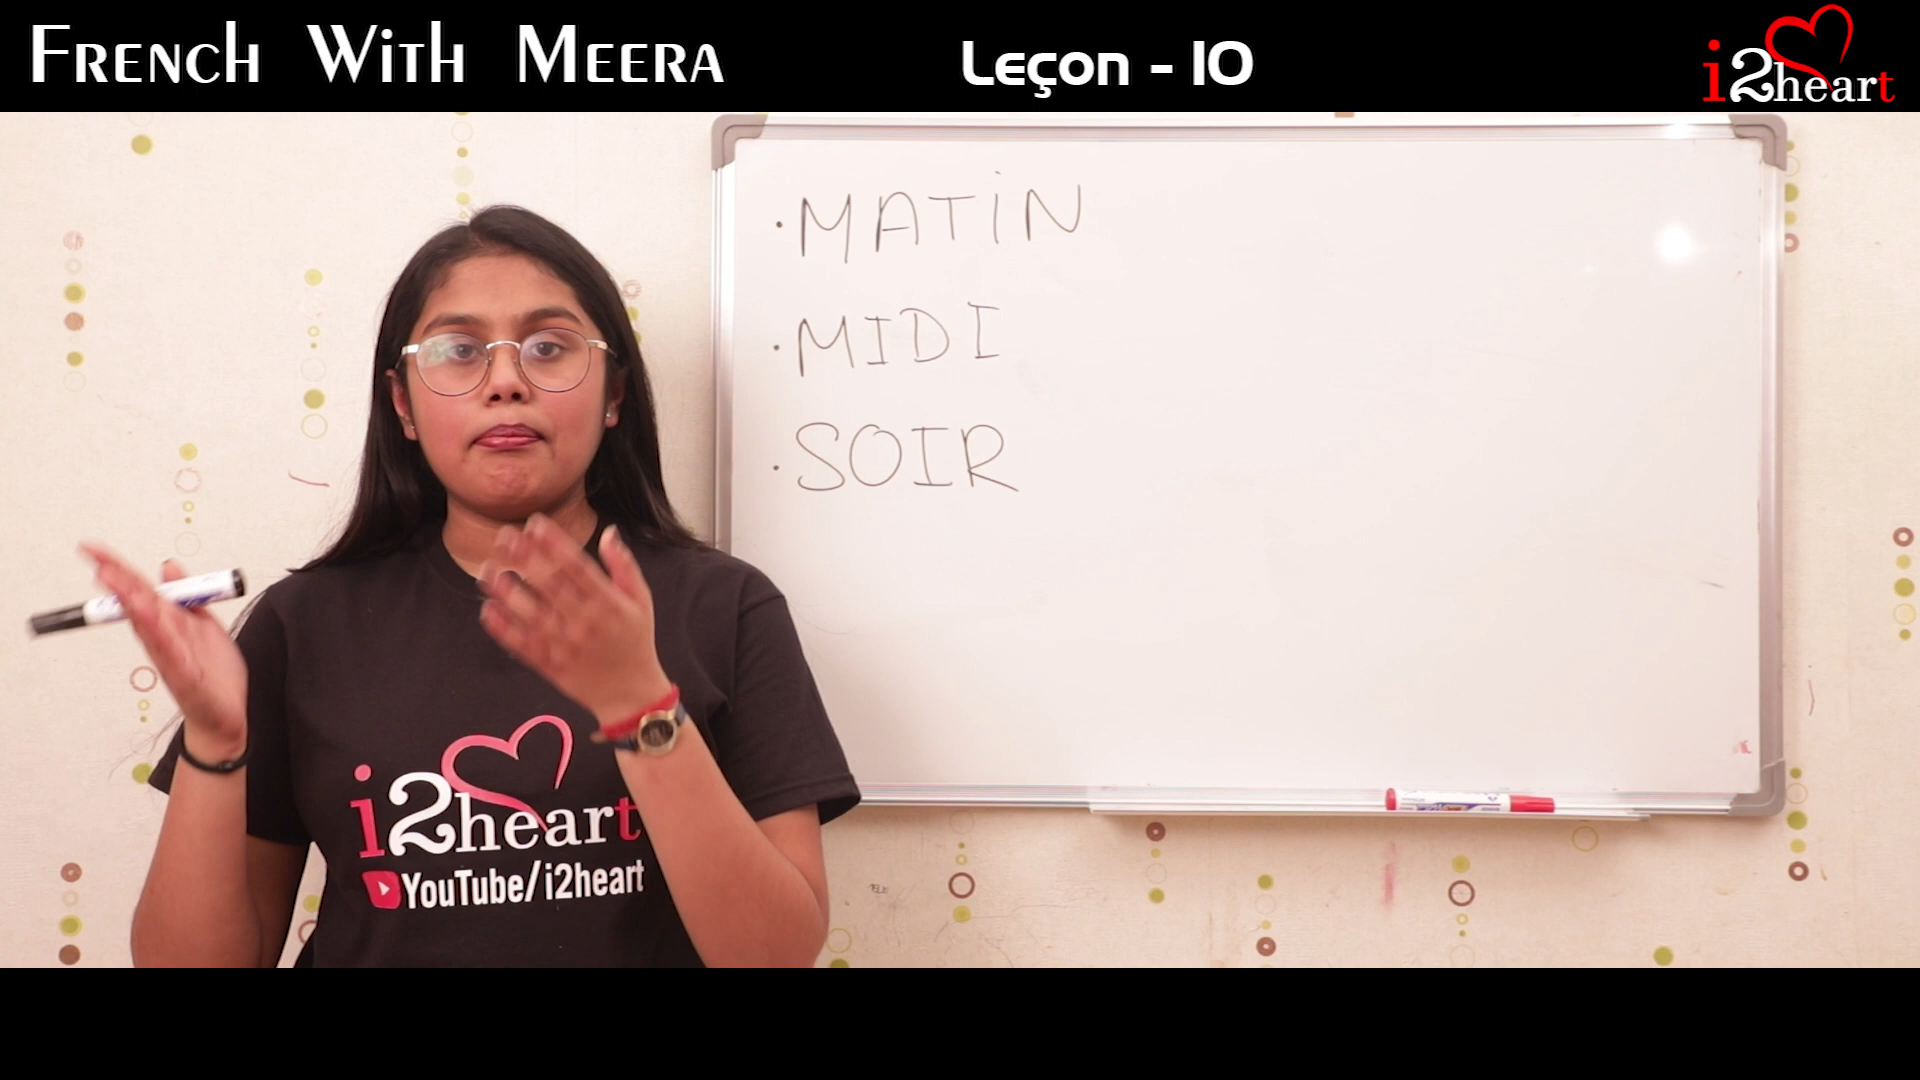 French With Meera
Leçon - 10
i2heart
·MATIN
·MIDI
·SOIR
i2heart
YouTube/i2heart